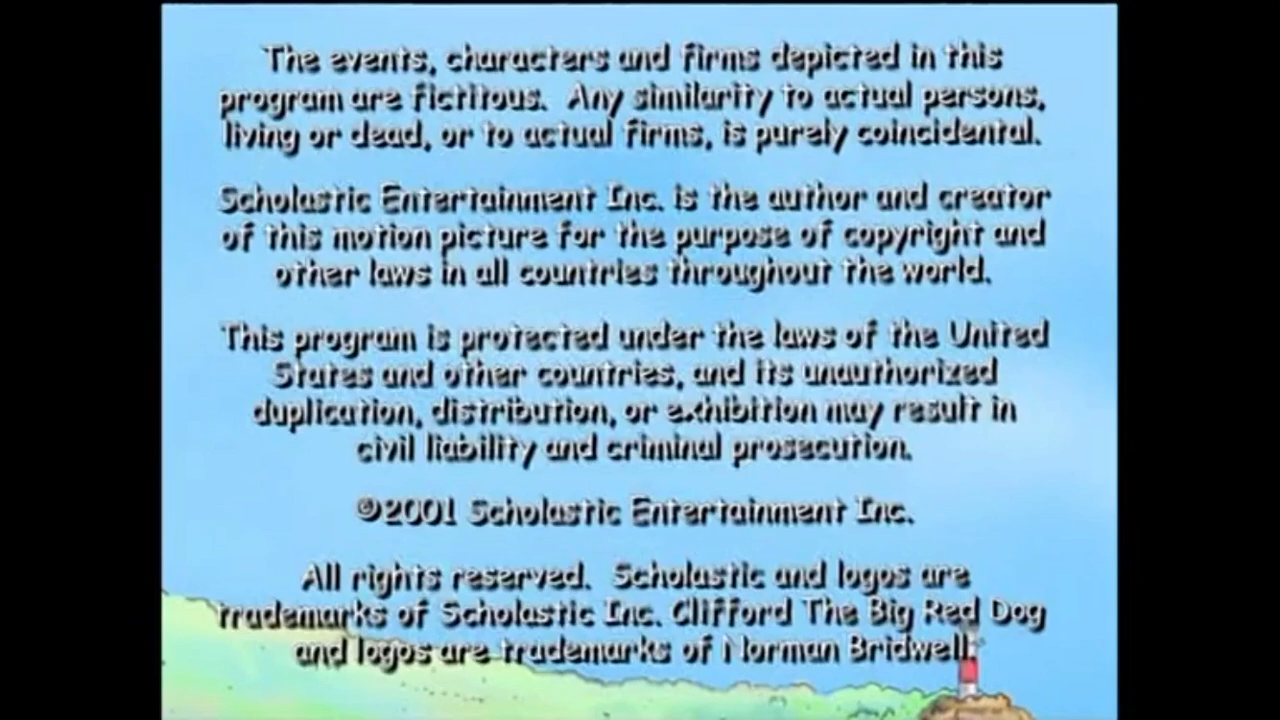 The events, characters and firms depicted in this
program are fictitous.  Any similarity to actual persons,
living or dead, or to actual firms, is purely coincidental.
Scholastic Entertainment Inc. is the author and creator
of this motion picture for the purpose of copyright and
other laws in all countries throughout the world.
This program is protected under the laws of the United
States and other countries, and its unauthorized
duplication, distribution, or exhibition may result in
civil liability and criminal prosecution.
©2001 Scholastic Entertainment Inc.
All rights reserved.  Scholastic and logos are
trademarks of Scholastic Inc. Clifford The Big Red Dog
and logos are trademarks of Norman Bridwell.